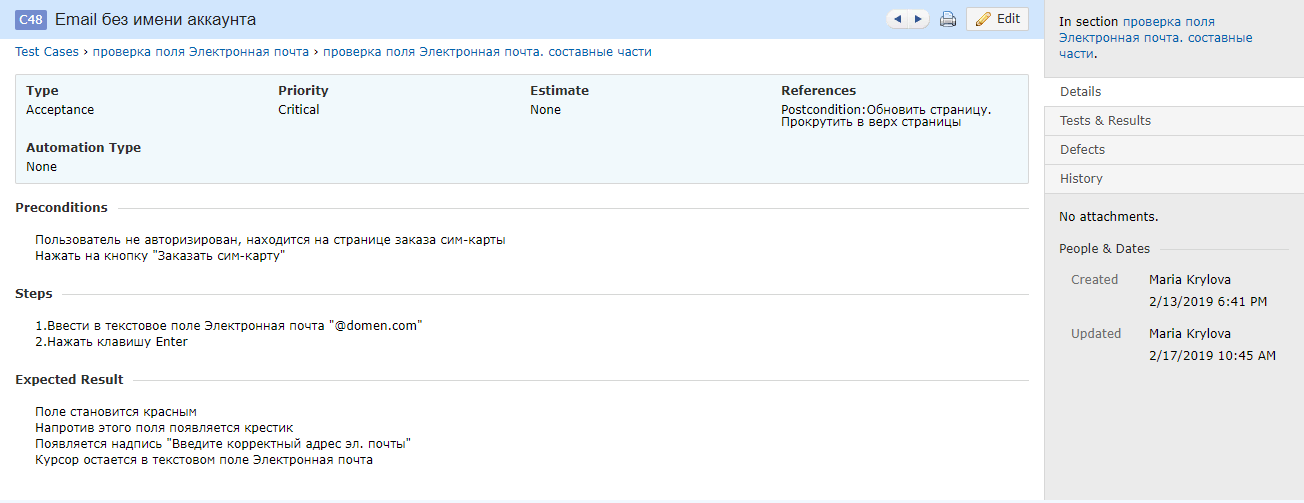 C48 Email без имени аккаунта
Edit
Test Cases › проверка поля Электронная почта › проверка поля Электронная почта. составные части
Type
Acceptance
Priority
Critical
Estimate
None
References
Postcondition:Обновить страницу.
Прокрутить в верх страницы
Automation Type
None
Preconditions
Пользователь не авторизирован, находится на странице заказа сим-карты
Нажать на кнопку "Заказать сим-карту"
Steps
1.Ввести в текстовое поле Электронная почта "@domen.com"
2.Нажать клавишу Enter
Expected Result
Поле становится красным
Напротив этого поля появляется крестик
Появляется надпись "Введите корректный адрес эл. почты"
Курсор остается в текстовом поле Электронная почта
In section проверка поля
Электронная почта. составные
части.
Details
Tests & Results
Defects
History
No attachments.
People & Dates
Created Maria Krylova
2/13/2019 6:41 PM
Updated Maria Krylova
2/17/2019 10:45 AM